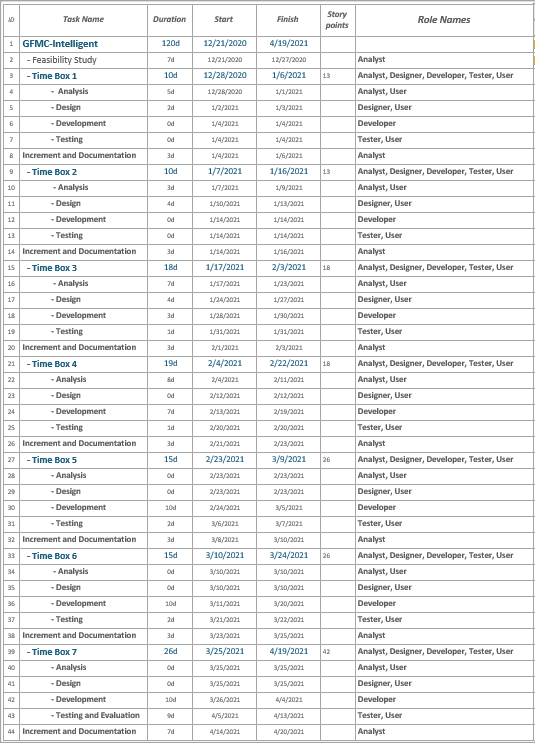 ID Task Name Duration Start Finish Story points Role Names
1 GFMC-Intelligent 120d 12/21/2020 4/19/2021
2 - Feasibility Study 7d 12/21/2020 12/27/2020 Analyst
3 - Time Box 1 10d 12/28/2020 1/6/2021 13 Analyst, Designer, Developer, Tester, User
4 - Analysis 5d 12/28/2020 1/1/2021 Analyst, User
5 - Design 2d 1/2/2021 1/3/2021 Designer, User
6 - Development 0d 1/4/2021 1/4/2021 Developer
7 - Testing 0d 1/4/2021 1/4/2021 Tester, User
8 Increment and Documentation 3d 1/4/2021 1/6/2021 Analyst
9 - Time Box 2 10d 1/7/2021 1/16/2021 13 Analyst, Designer, Developer, Tester, User
10 - Analysis 3d 1/7/2021 1/9/2021 Analyst, User
11 - Design 4d 1/10/2021 1/13/2021 Designer, User
12 - Development 0d 1/14/2021 1/14/2021 Developer
13 - Testing 0d 1/14/2021 1/14/2021 Tester, User
14 Increment and Documentation 3d 1/14/2021 1/16/2021 Analyst
15 - Time Box 3 18d 1/17/2021 2/3/2021 18 Analyst, Designer, Developer, Tester, User
16 - Analysis 7d 1/17/2021 1/23/2021 Analyst, User
17 - Design 4d 1/24/2021 1/27/2021 Designer, User
18 - Development 3d 1/28/2021 1/30/2021 Developer
19 - Testing 1d 1/31/2021 1/31/2021 Tester, User
20 Increment and Documentation 3d 2/1/2021 2/3/2021 Analyst
21 - Time Box 4 19d 2/4/2021 2/22/2021 18 Analyst, Designer, Developer, Tester, User
22 - Analysis 8d 2/4/2021 2/11/2021 Analyst, User
23 - Design 0d 2/12/2021 2/12/2021 Designer, User
24 - Development 7d 2/13/2021 2/19/2021 Developer
25 - Testing 1d 2/20/2021 2/20/2021 Tester, User
26 Increment and Documentation 3d 2/21/2021 2/23/2021 Analyst
27 - Time Box 5 15d 2/23/2021 3/9/2021 26 Analyst, Designer, Developer, Tester, User
28 - Analysis 0d 2/23/2021 2/23/2021 Analyst, User
29 - Design 0d 2/23/2021 2/23/2021 Designer, User
30 - Development 10d 2/24/2021 3/5/2021 Developer
31 - Testing 2d 3/6/2021 3/7/2021 Tester, User
32 Increment and Documentation 3d 3/8/2021 3/10/2021 Analyst
33 - Time Box 6 15d 3/10/2021 3/24/2021 26 Analyst, Designer, Developer, Tester, User
34 - Analysis 0d 3/10/2021 3/10/2021 Analyst, User
35 - Design 0d 3/10/2021 3/10/2021 Designer, User
36 - Development 10d 3/11/2021 3/20/2021 Developer
37 - Testing 2d 3/21/2021 3/22/2021 Tester, User
38 Increment and Documentation 3d 3/23/2021 3/25/2021 Analyst
39 - Time Box 7 26d 3/25/2021 4/19/2021 42 Analyst, Designer, Developer, Tester, User
40 - Analysis 0d 3/25/2021 3/25/2021 Analyst, User
41 - Design 0d 3/25/2021 3/25/2021 Designer, User
42 - Development 10d 3/26/2021 4/4/2021 Developer
43 - Testing and Evaluation 9d 4/5/2021 4/13/2021 Tester, User
44 Increment and Documentation 7d 4/14/2021 4/20/2021 Analyst